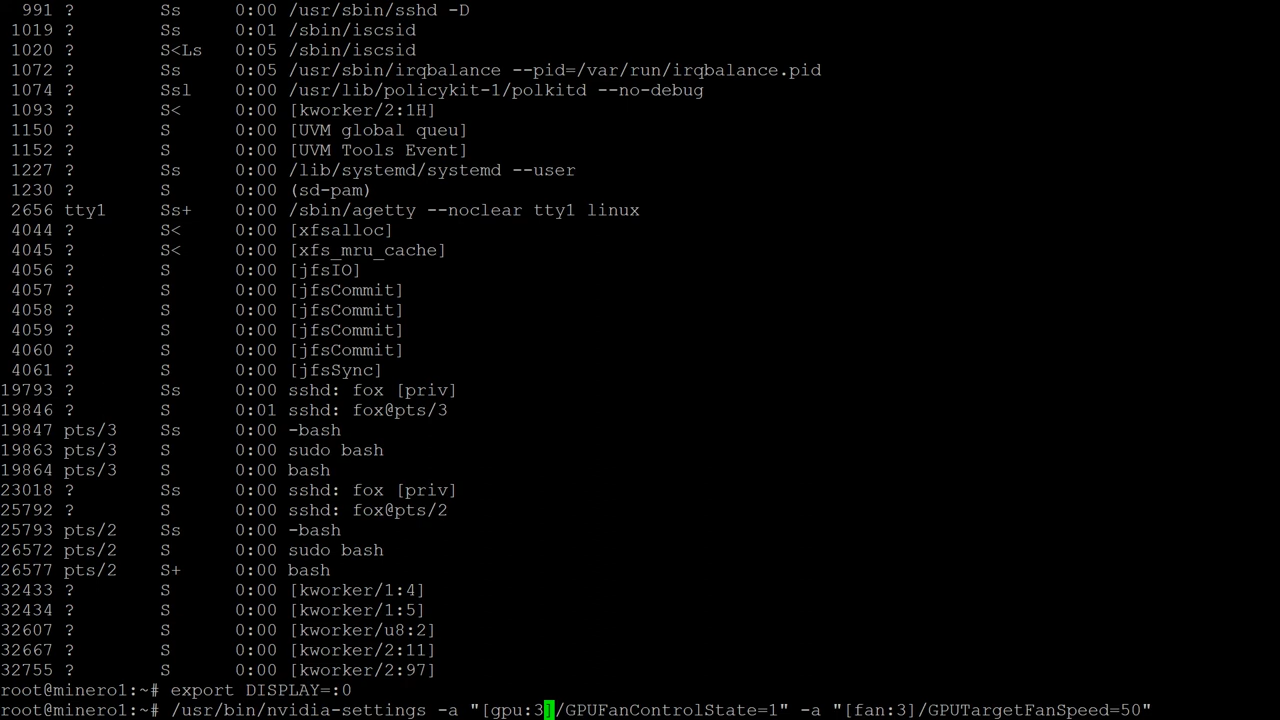 991 ? Ss 0:00 /usr/sbin/sshd -D
1019 ? Ss 0:01 /sbin/iscsid
1020 ? S<Ls 0:05 /sbin/iscsid
1072 ? Ss 0:05 /usr/sbin/irqbalance --pid=/var/run/irqbalance.pid
1074 ? Ssl 0:00 /usr/lib/policykit-1/polkitd --no-debug
1093 ? S< 0:00 [kworker/2:1H]
1150 ? S 0:00 [UVM global queu]
1152 ? S 0:00 [UVM Tools Event]
1227 ? Ss 0:00 /lib/systemd/systemd --user
1230 ? S 0:00 (sd-pam)
2656 tty1 Ss+ 0:00 /sbin/agetty --noclear tty1 linux
4044 ? S< 0:00 [xfsalloc]
4045 ? S< 0:00 [xfs_mru_cache]
4056 ? S 0:00 [jfsIO]
4057 ? S 0:00 [jfsCommit]
4058 ? S 0:00 [jfsCommit]
4059 ? S 0:00 [jfsCommit]
4060 ? S 0:00 [jfsCommit]
4061 ? S 0:00 [jfsSync]
19793 ? Ss 0:00 sshd: fox [priv]
19846 ? S 0:01 sshd: fox@pts/3
19847 pts/3 Ss 0:00 -bash
19863 pts/3 S 0:00 sudo bash
19864 pts/3 S 0:00 bash
23018 ? Ss 0:00 sshd: fox [priv]
25792 ? S 0:00 sshd: fox@pts/2
25793 pts/2 Ss 0:00 -bash
26572 pts/2 S 0:00 sudo bash
26577 pts/2 S+ 0:00 bash
32433 ? S 0:00 [kworker/1:4]
32434 ? S 0:00 [kworker/1:5]
32607 ? S 0:00 [kworker/u8:2]
32667 ? S 0:00 [kworker/2:11]
32755 ? S 0:00 [kworker/2:97]
root@minero1:~# export DISPLAY=:0
root@minero1:~# /usr/bin/nvidia-settings -a "[gpu:3]/GPUFanControlState=1" -a "[fan:3]/GPUTargetFanSpeed=50"